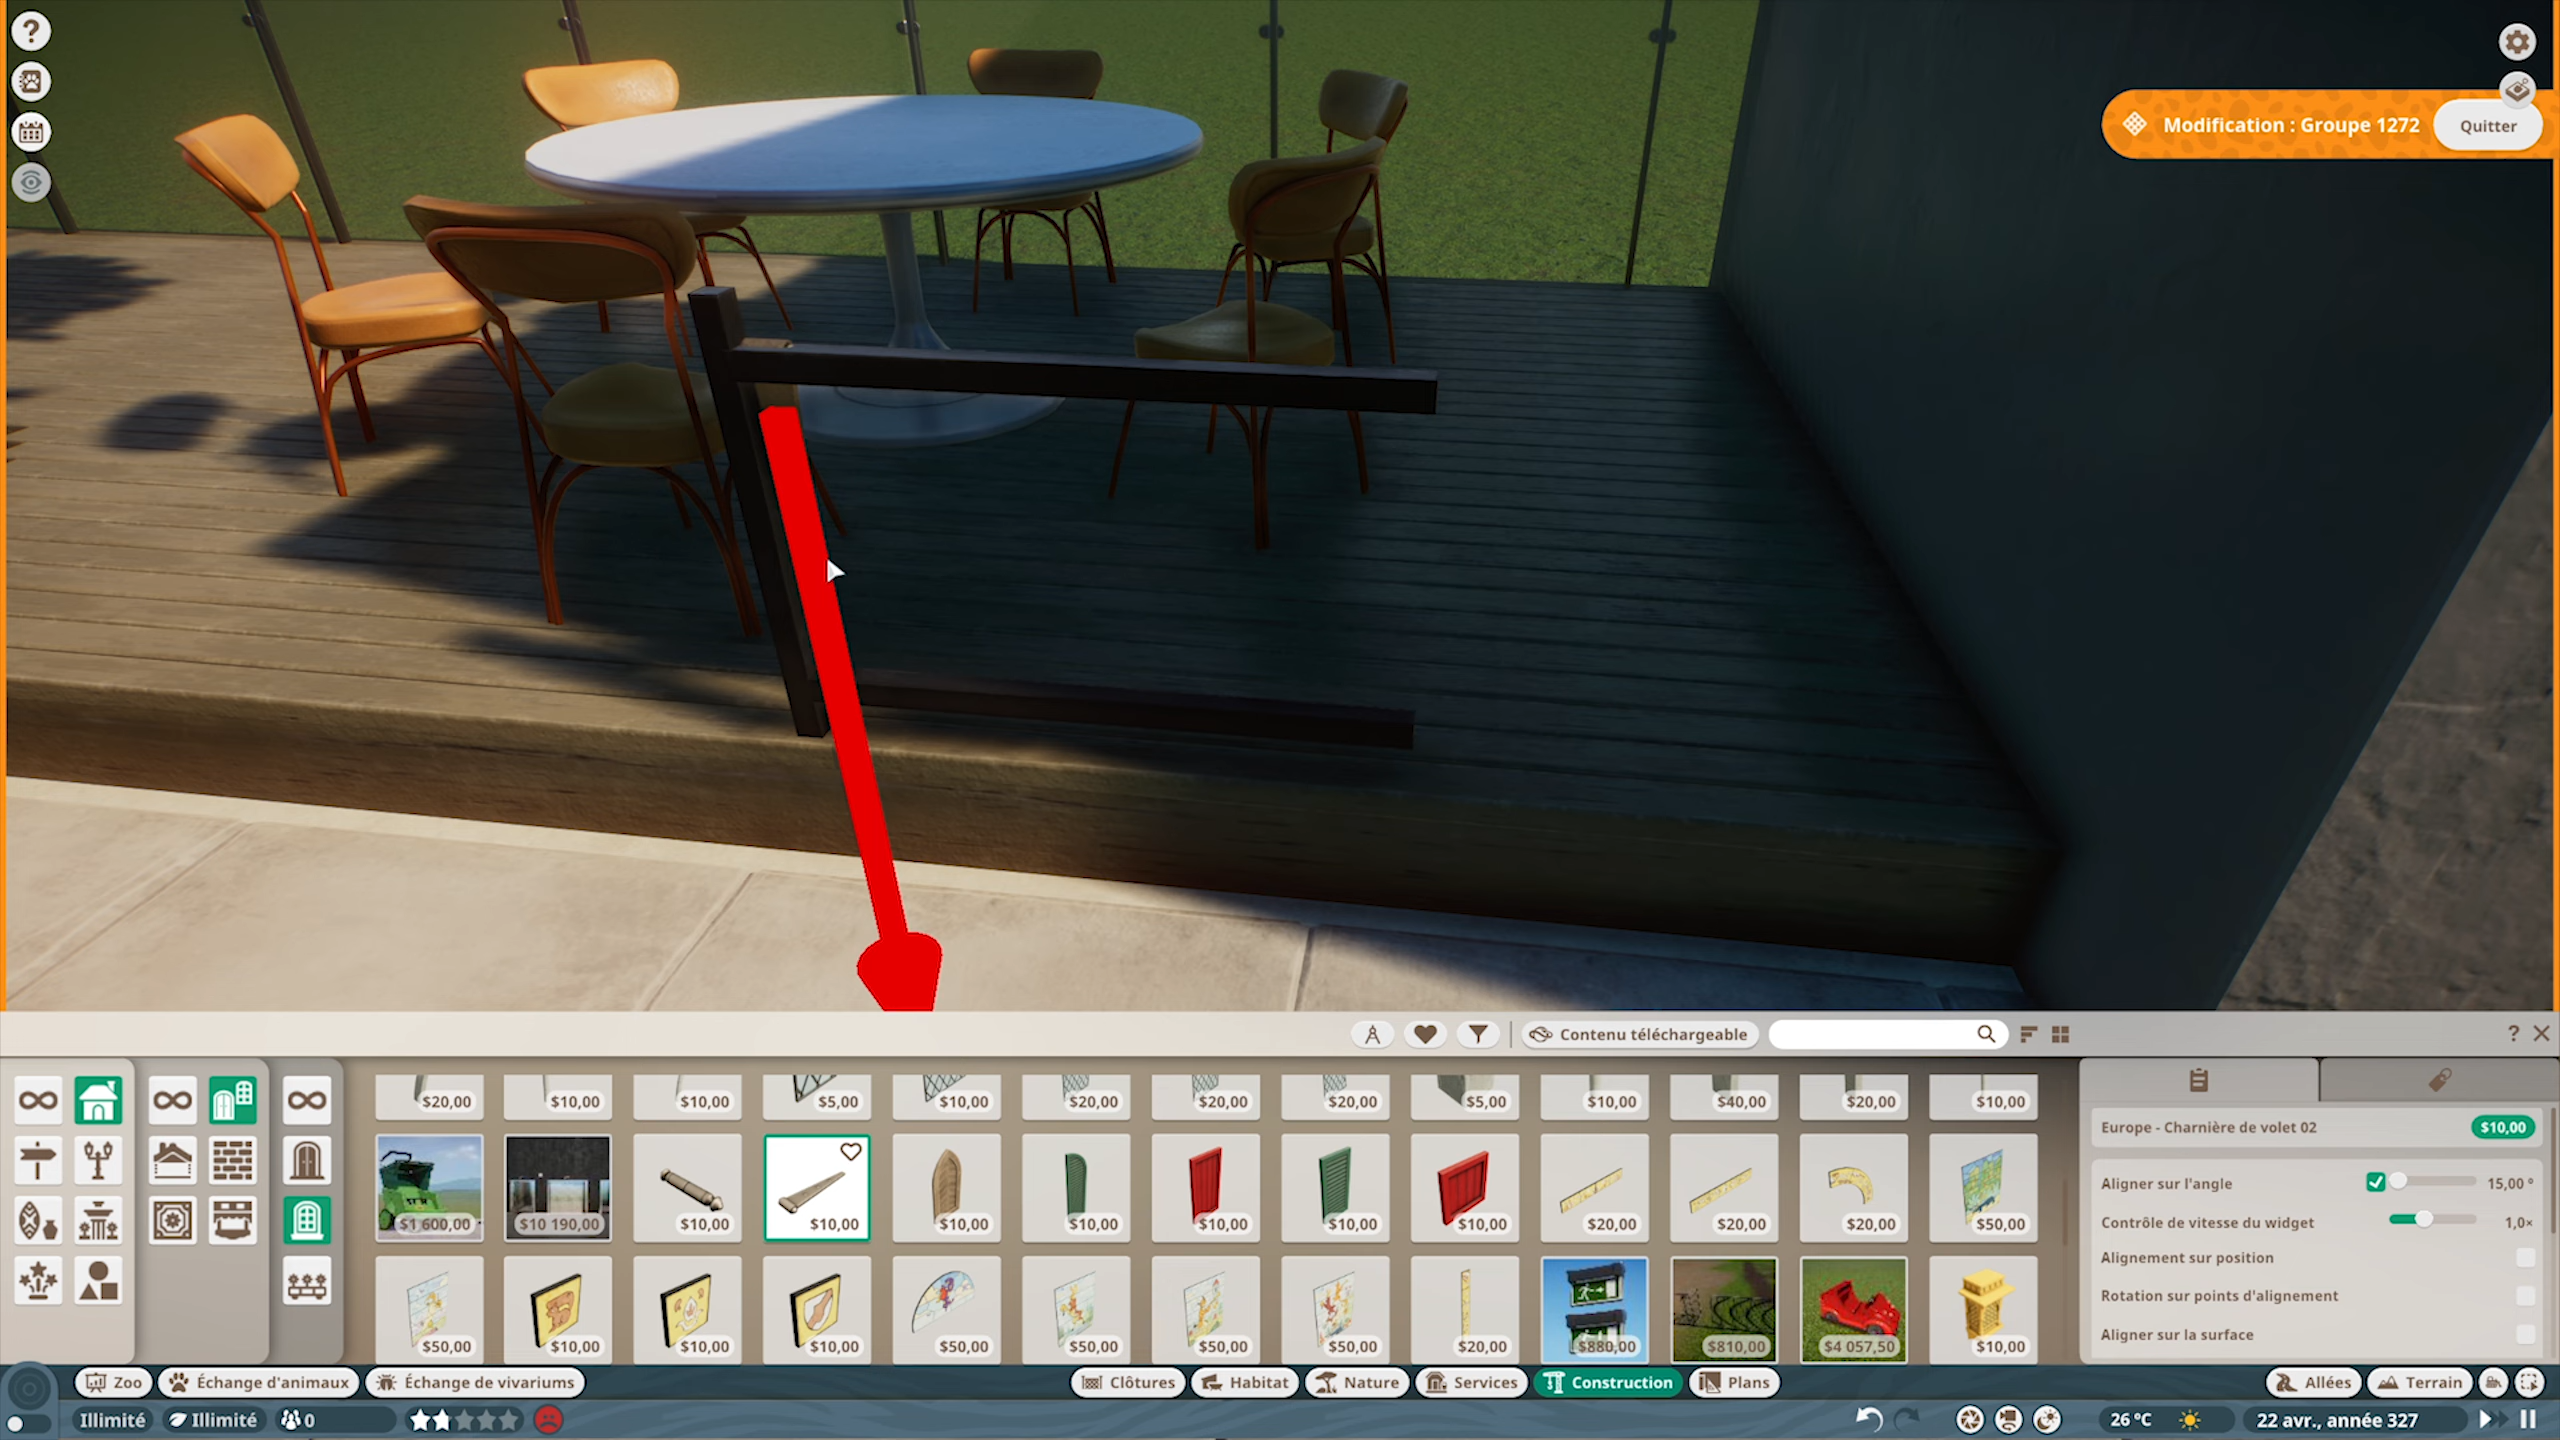 Modification : Groupe 1272
Quitter
Contenu téléchargeable
?
$20,00 $10,00 $10,00 $5,00 $10,00 $20,00 $20,00 $20,00 $5,00 $10,00 $40,00 $20,00 $10,00
$1 600,00 $10 190,00 $10,00 $10,00 $10,00 $10,00 $10,00 $10,00 $10,00 $20,00 $20,00 $20,00 $50,00
$50,00 $10,00 $10,00 $10,00 $50,00 $50,00 $50,00 $50,00 $20,00 $880,00 $810,00 $4 057,50 $10,00
Europe - Charnière de volet 02 $10,00
Aligner sur l'angle 15,00 °
Contrôle de vitesse du widget 1,0×
Alignement sur position
Rotation sur points d'alignement
Aligner sur la surface
Zoo Échange d'animaux Échange de vivariums Clôtures Habitat Nature Services Construction Plans Allées Terrain
Illimité Illimité 0 26 °C 22 avr., année 327